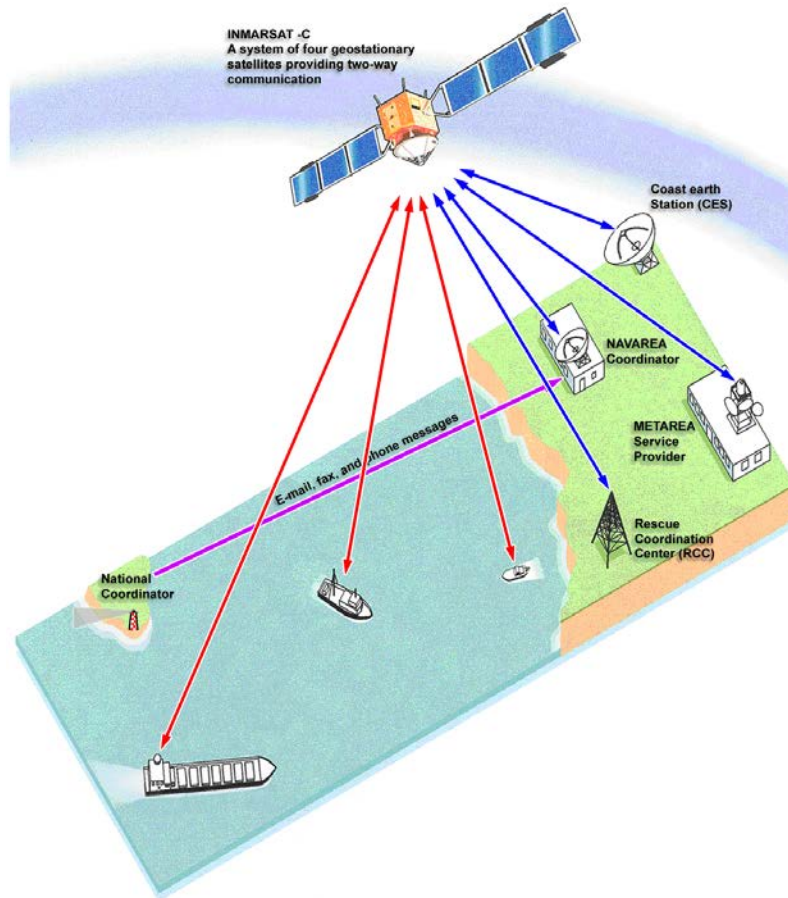 INMARSAT -C
A system of four geostationary
satellites providing two-way
communication
Coast earth
Station (CES)
NAVAREA
Coordinator
METAREA
Service
Provider
E-mail, fax, and phone messages
Rescue
Coordination
Center (RCC)
National
Coordinator